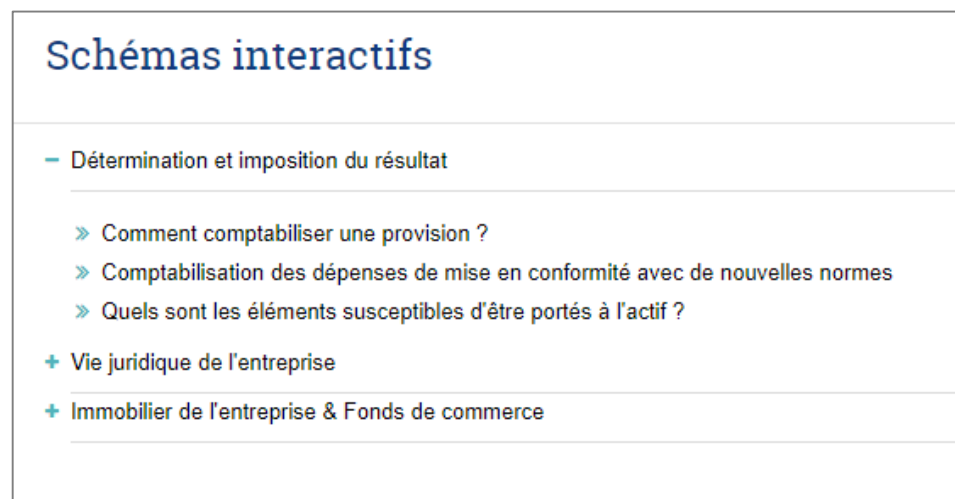 Schémas interactifs
Détermination et imposition du résultat
Comment comptabiliser une provision ?
Comptabilisation des dépenses de mise en conformité avec de nouvelles normes
Quels sont les éléments susceptibles d'être portés à l'actif ?
Vie juridique de l'entreprise
Immobilier de l'entreprise & Fonds de commerce